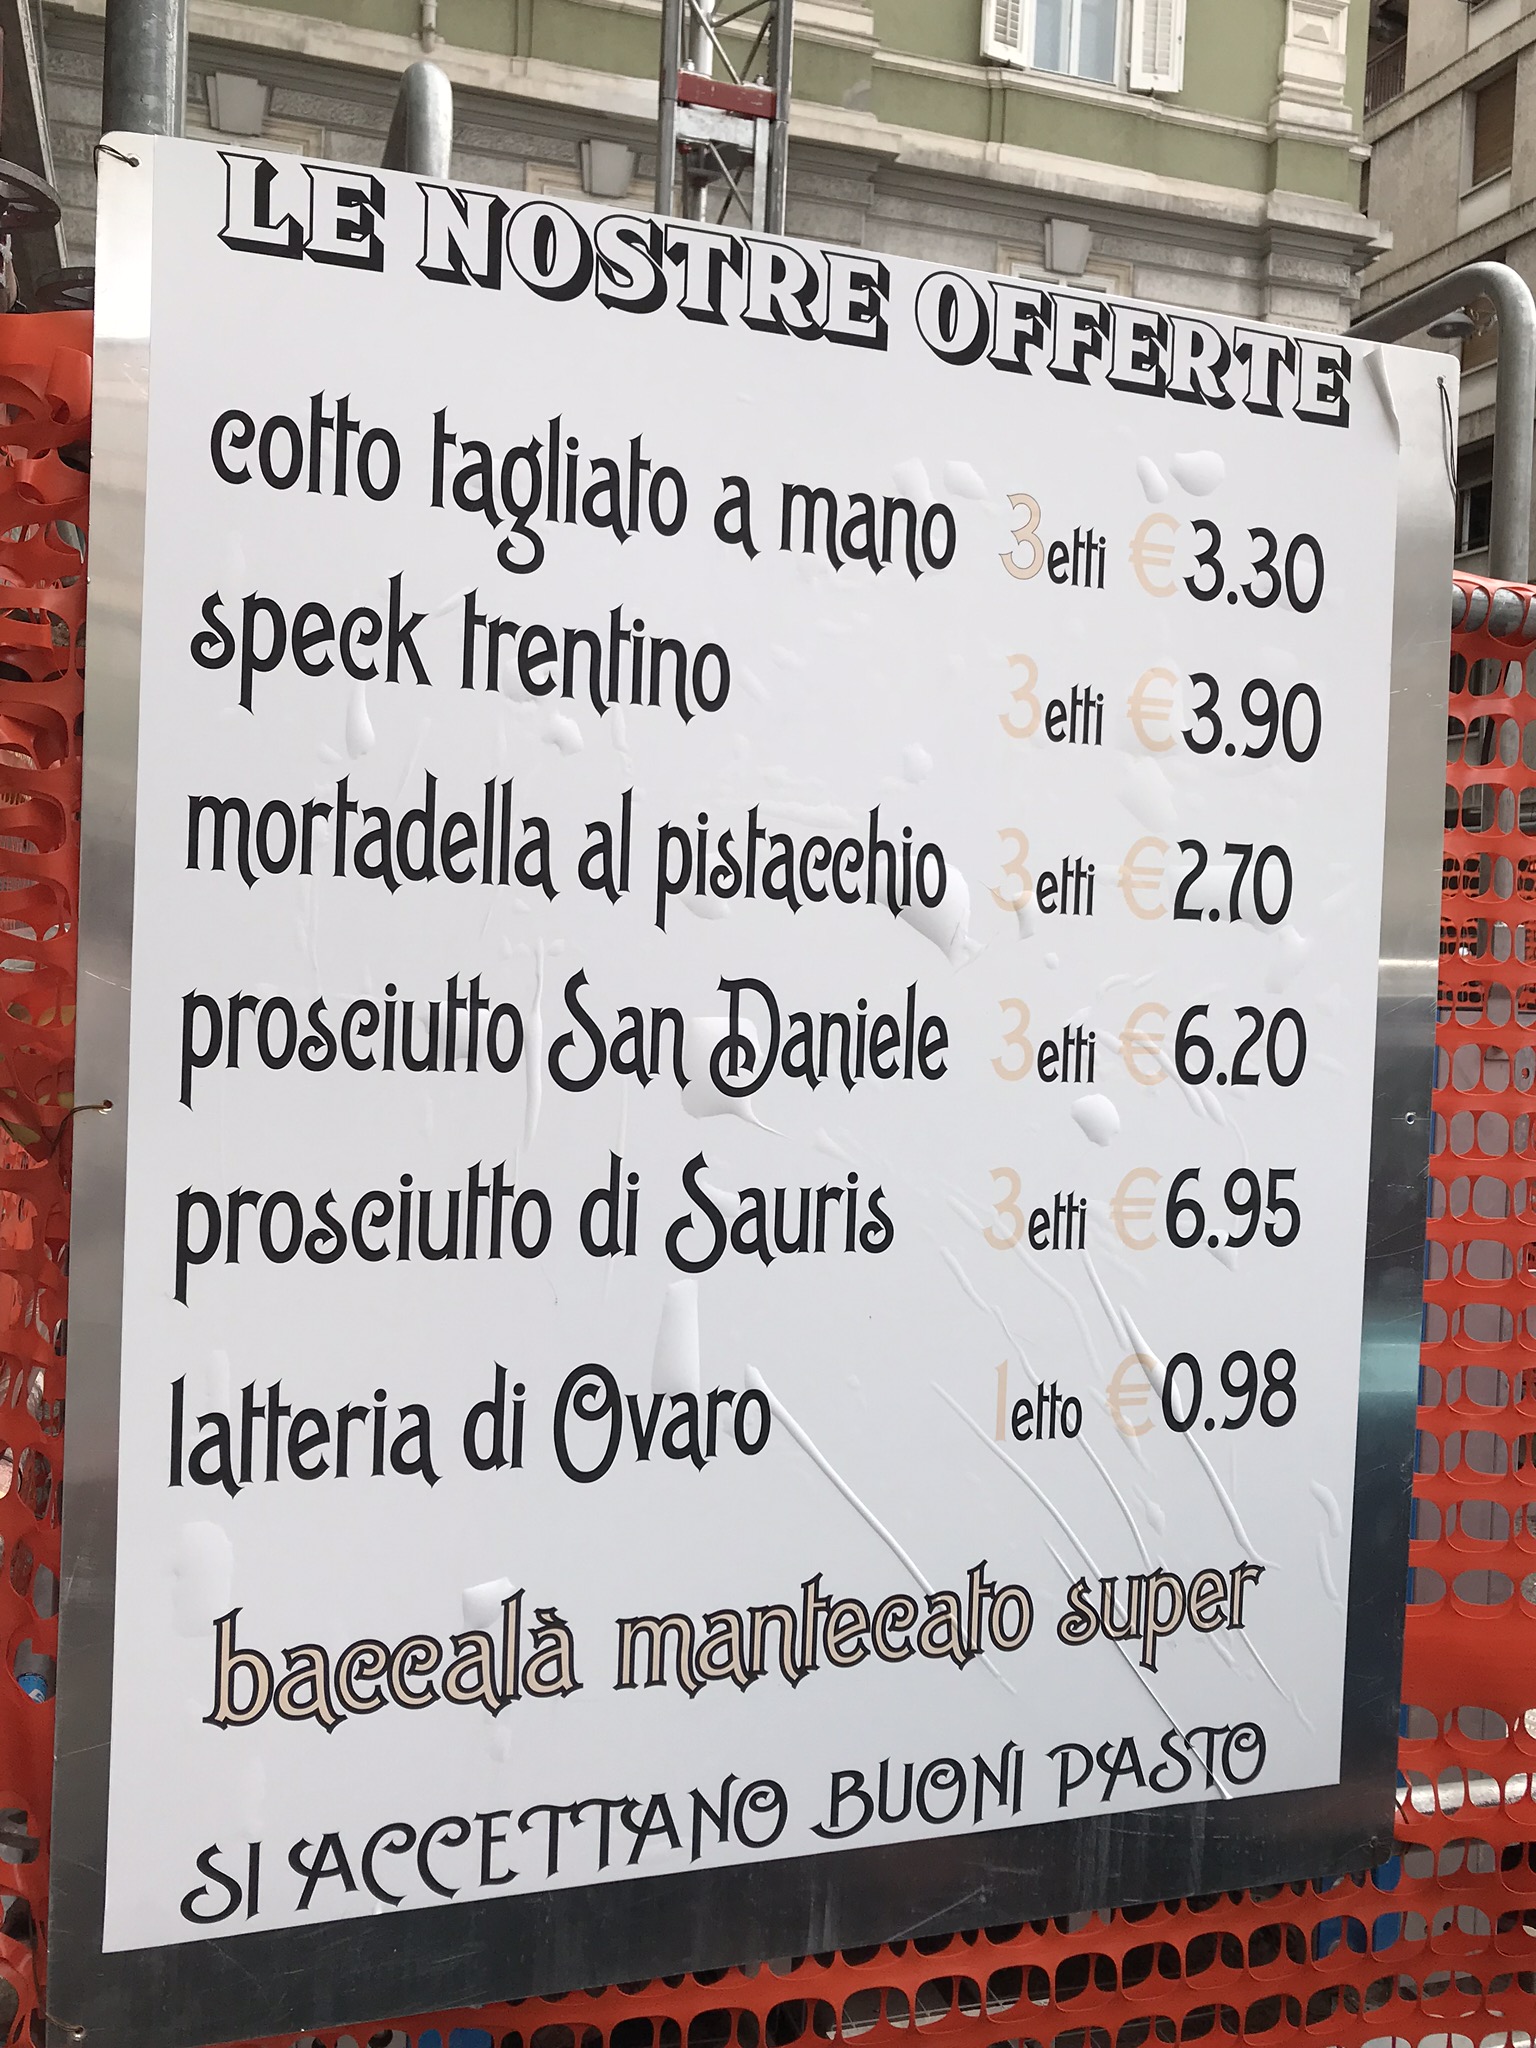 LE NOSTRE OFFERTE
cotto tagliato a mano 3etti €3.30
speck trentino 3etti €3.90
mortadella al pistacchio 3etti €2.70
prosciutto San Daniele 3etti €6.20
prosciutto di Sauris 3etti €6.95
latteria di Ovaro 1etto €0.98
baccalà mantecato super
SI ACCETTANO BUONI PASTO